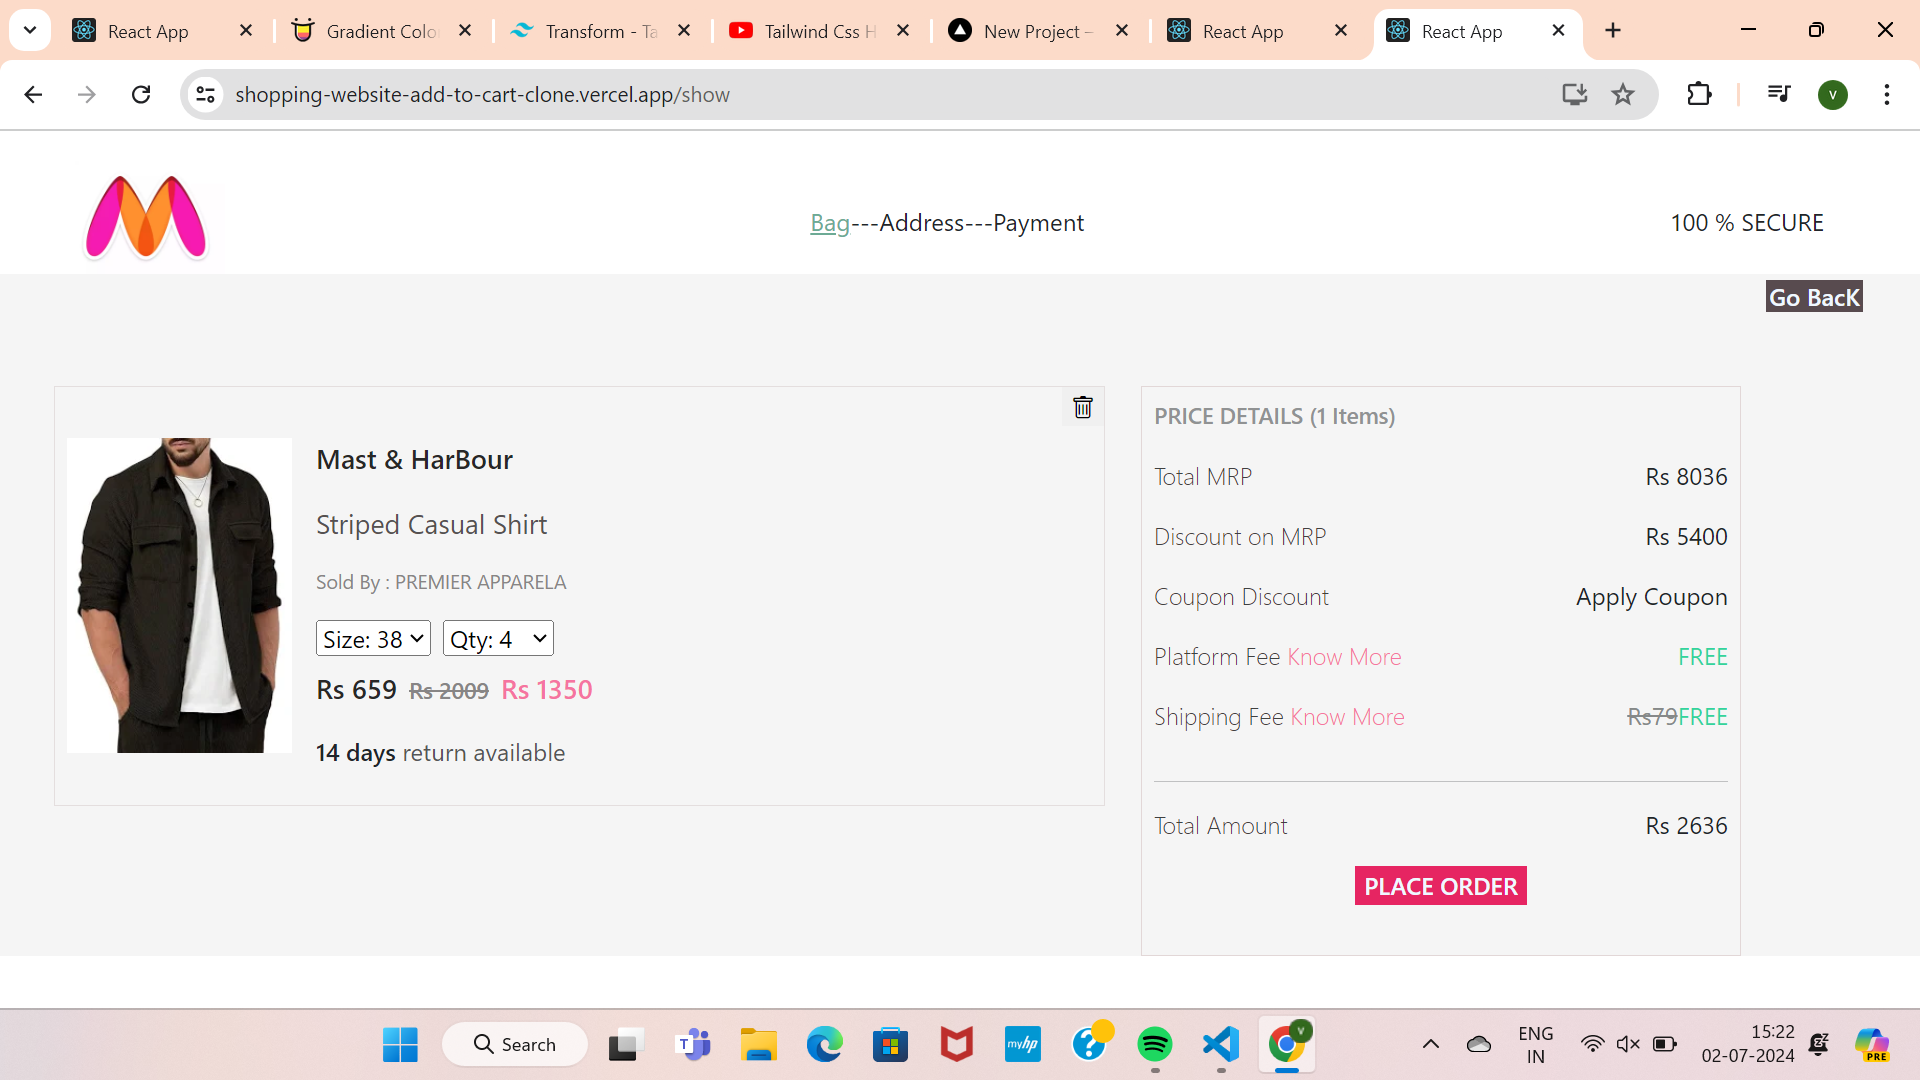 React App
Gradient Colo
Transform - Ta
Tailwind Css H
New Project –
React App
React App
shopping-website-add-to-cart-clone.vercel.app/show
V
Bag---Address---Payment
100 % SECURE
Go BacK
Mast & HarBour
Striped Casual Shirt
Sold By : PREMIER APPARELA
Size: 38
Qty: 4
Rs 659 Rs 2009 Rs 1350
14 days return available
PRICE DETAILS (1 Items)
Total MRP Rs 8036
Discount on MRP Rs 5400
Coupon Discount Apply Coupon
Platform Fee Know More FREE
Shipping Fee Know More Rs79FREE
Total Amount Rs 2636
PLACE ORDER
Search
T
myhp
?
V
ENG
IN
15:22
02-07-2024
PRE